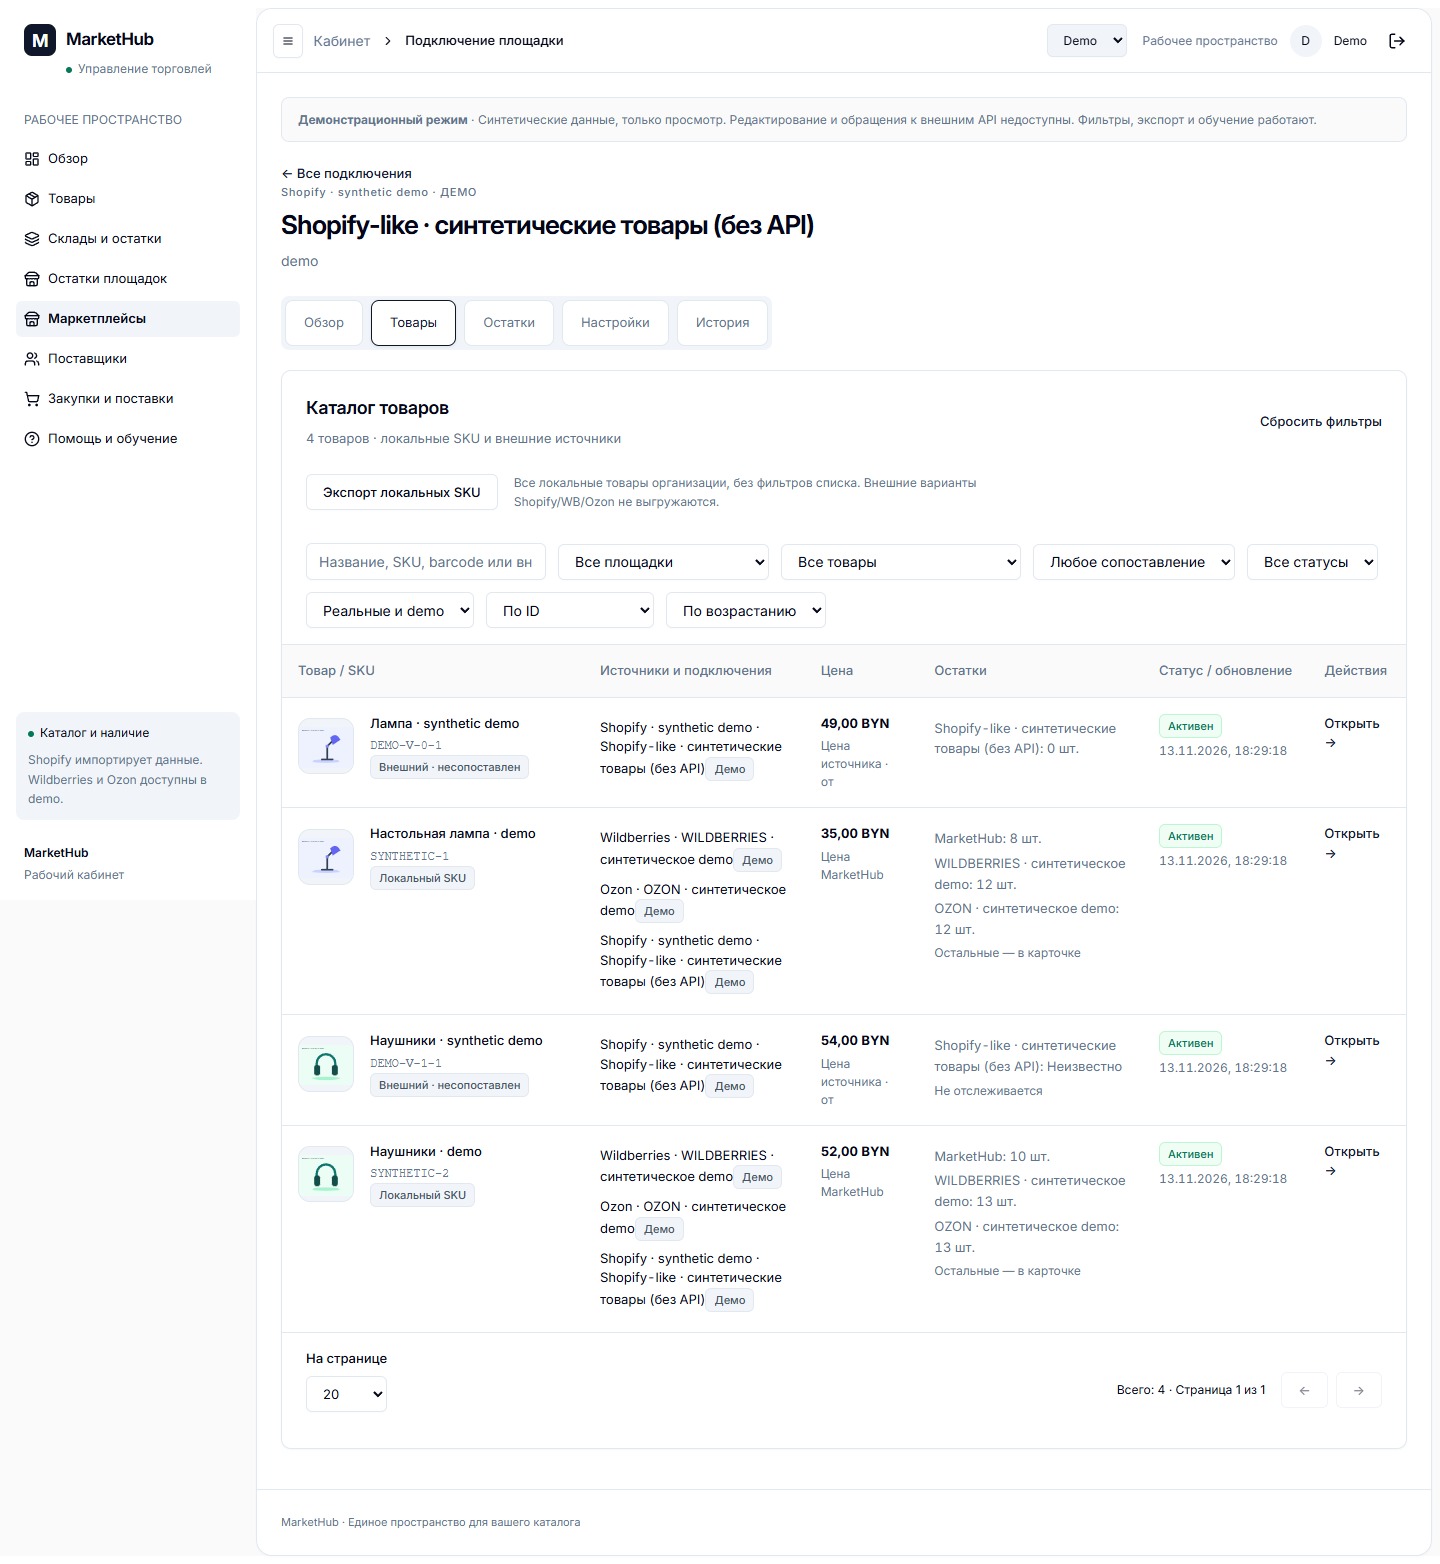 M MarketHub
Управление торговлей
РАБОЧЕЕ ПРОСТРАНСТВО
Обзор
Товары
Склады и остатки
Остатки площадок
Маркетплейсы
Поставщики
Закупки и поставки
Помощь и обучение
Каталог и наличие
Shopify импортирует данные.
Wildberries и Ozon доступны в
demo.
MarketHub
Рабочий кабинет
Кабинет
Подключение площадки
Demo
Рабочее пространство
D
Demo
Демонстрационный режим · Синтетические данные, только просмотр. Редактирование и обращения к внешним API недоступны. Фильтры, экспорт и обучение работают.
← Все подключения
Shopify · synthetic demo · ДЕМО
Shopify-like · синтетические товары (без API)
demo
Обзор
Товары
Остатки
Настройки
История
Каталог товаров
4 товаров · локальные SKU и внешние источники
Сбросить фильтры
Экспорт локальных SKU
Все локальные товары организации, без фильтров списка. Внешние варианты
Shopify/WB/Ozon не выгружаются.
Название, SKU, barcode или вн
Все площадки
Все товары
Любое сопоставление
Все статусы
Реальные и demo
По ID
По возрастанию
Товар / SKU
Источники и подключения
Цена
Остатки
Статус / обновление
Действия
Лампа · synthetic demo
DEMO-V-0-1
Внешний · несопоставлен
Shopify · synthetic demo ·
Shopify-like · синтетические
товары (без API) Демо
49,00 BYN
Цена
источника ·
от
Shopify-like · синтетические
товары (без API): 0 шт.
Активен
13.11.2026, 18:29:18
Открыть
→
Настольная лампа · demo
SYNTHETIC-1
Локальный SKU
Wildberries · WILDBERRIES ·
синтетическое demo Демо
Ozon · OZON · синтетическое
demo Демо
Shopify · synthetic demo ·
Shopify-like · синтетические
товары (без API) Демо
35,00 BYN
Цена
MarketHub
MarketHub: 8 шт.
WILDBERRIES · синтетическое
demo: 12 шт.
OZON · синтетическое demo:
12 шт.
Остальные — в карточке
Активен
13.11.2026, 18:29:18
Открыть
→
Наушники · synthetic demo
DEMO-V-1-1
Внешний · несопоставлен
Shopify · synthetic demo ·
Shopify-like · синтетические
товары (без API) Демо
54,00 BYN
Цена
источника ·
от
Shopify-like · синтетические
товары (без API): Неизвестно
Не отслеживается
Активен
13.11.2026, 18:29:18
Открыть
→
Наушники · demo
SYNTHETIC-2
Локальный SKU
Wildberries · WILDBERRIES ·
синтетическое demo Демо
Ozon · OZON · синтетическое
demo Демо
Shopify · synthetic demo ·
Shopify-like · синтетические
товары (без API) Демо
52,00 BYN
Цена
MarketHub
MarketHub: 10 шт.
WILDBERRIES · синтетическое
demo: 13 шт.
OZON · синтетическое demo:
13 шт.
Остальные — в карточке
Активен
13.11.2026, 18:29:18
Открыть
→
На странице
20
Всего: 4 · Страница 1 из 1
←
→
MarketHub · Единое пространство для вашего каталога